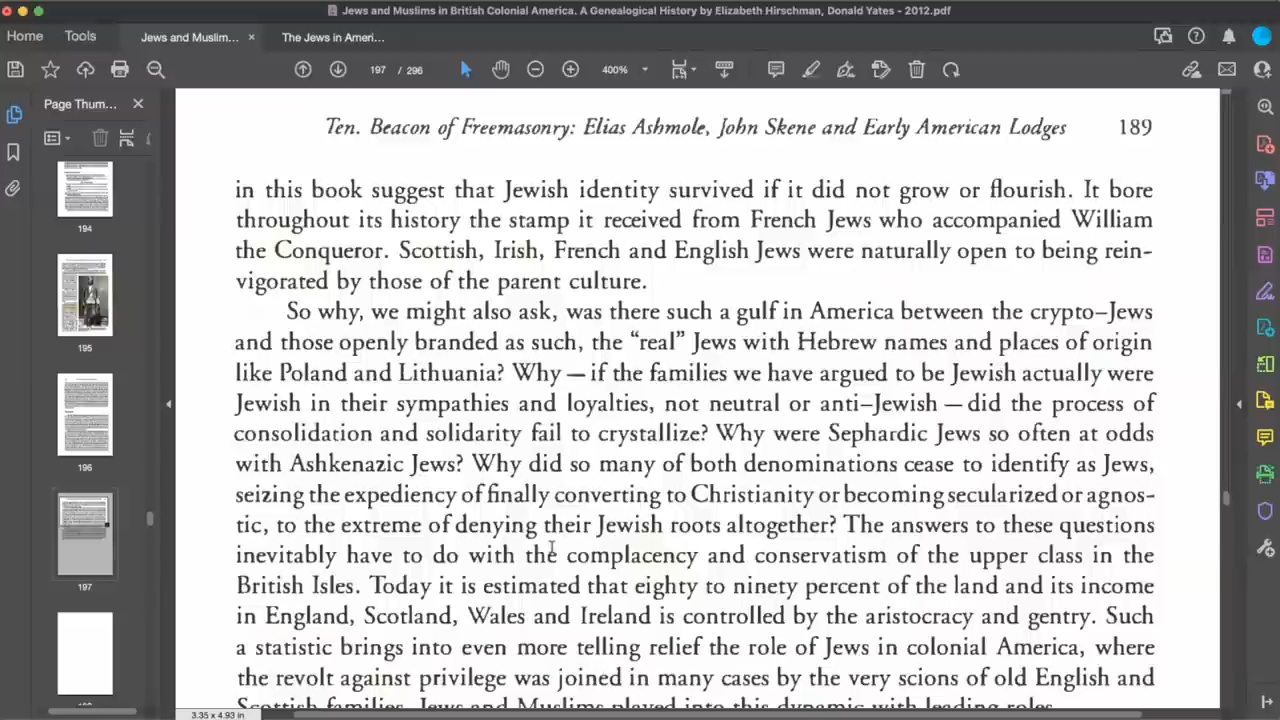 Jews and Muslims in British Colonial America. A Genealogical History by Elizabeth Hirschman, Donald Yates - 2012.pdf
Home
Tools
Jews and Muslim...
The Jews in Ameri...
197 / 296
400%
Page Thum...
194
195
196
197
Ten. Beacon of Freemasonry: Elias Ashmole, John Skene and Early American Lodges 189
in this book suggest that Jewish identity survived if it did not grow or flourish. It bore
throughout its history the stamp it received from French Jews who accompanied William
the Conqueror. Scottish, Irish, French and English Jews were naturally open to being rein-
vigorated by those of the parent culture.
So why, we might also ask, was there such a gulf in America between the crypto–Jews
and those openly branded as such, the “real” Jews with Hebrew names and places of origin
like Poland and Lithuania? Why — if the families we have argued to be Jewish actually were
Jewish in their sympathies and loyalties, not neutral or anti–Jewish — did the process of
consolidation and solidarity fail to crystallize? Why were Sephardic Jews so often at odds
with Ashkenazic Jews? Why did so many of both denominations cease to identify as Jews,
seizing the expediency of finally converting to Christianity or becoming secularized or agnos-
tic, to the extreme of denying their Jewish roots altogether? The answers to these questions
inevitably have to do with the complacency and conservatism of the upper class in the
British Isles. Today it is estimated that eighty to ninety percent of the land and its income
in England, Scotland, Wales and Ireland is controlled by the aristocracy and gentry. Such
a statistic brings into even more telling relief the role of Jews in colonial America, where
the revolt against privilege was joined in many cases by the very scions of old English and
Scottish families. Jews and Muslims played into this dynamic with leading roles.
3.35 x 4.93 in